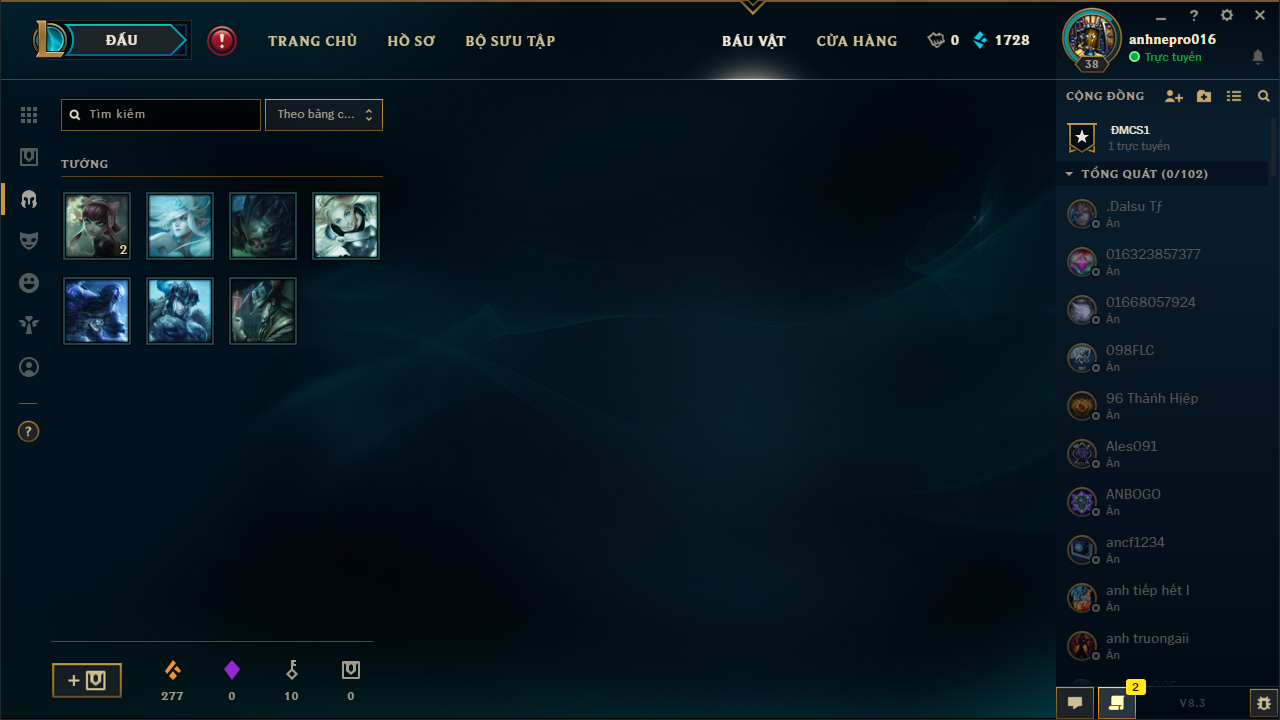 ĐẤU
TRANG CHỦ
HỒ SƠ
BỘ SƯU TẬP
BÁU VẬT
CỬA HÀNG
0
1728
38
anhnepro016
Trực tuyến
Tìm kiếm
Theo bảng c...
TƯỚNG
2
277
0
10
0
CỘNG ĐỒNG
ĐMCS1
1 trực tuyến
TỔNG QUÁT (0/102)
.Dalsu Tƒ
Ẩn
016323857377
Ẩn
01668057924
Ẩn
098FLC
Ẩn
96 Thành Hiệp
Ẩn
Ales091
Ẩn
ANBOGO
Ẩn
ancf1234
Ẩn
anh tiếp hết l
Ẩn
anh truongaii
Ẩn
2
V8.3